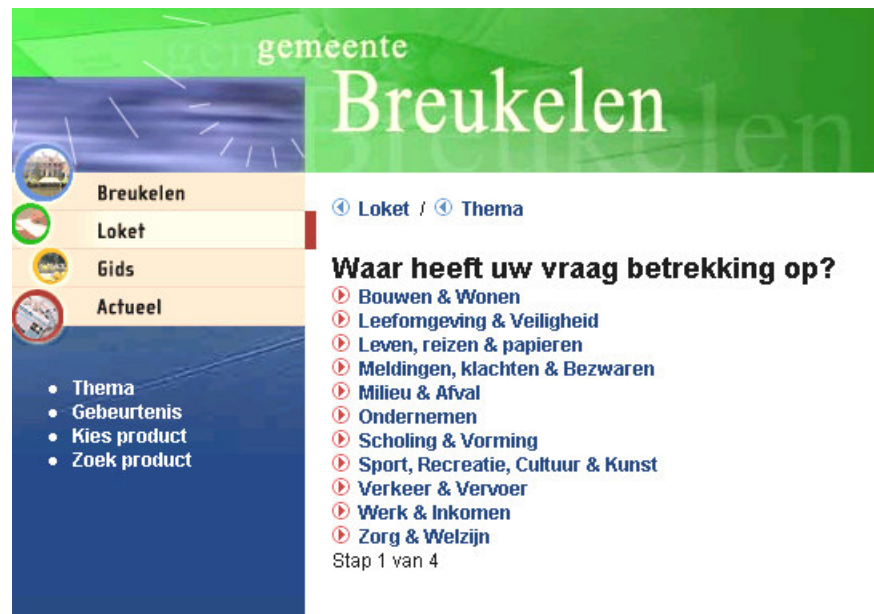 gemeente
Breukelen
Breukelen
Loket
Gids
Actueel
Thema
Gebeurtenis
Kies product
Zoek product
Loket / Thema
Waar heeft uw vraag betrekking op?
Bouwen & Wonen
Leefomgeving & Veiligheid
Leven, reizen & papieren
Meldingen, klachten & Bezwaren
Milieu & Afval
Ondernemen
Scholing & Vorming
Sport, Recreatie, Cultuur & Kunst
Verkeer & Vervoer
Werk & Inkomen
Zorg & Welzijn
Stap 1 van 4